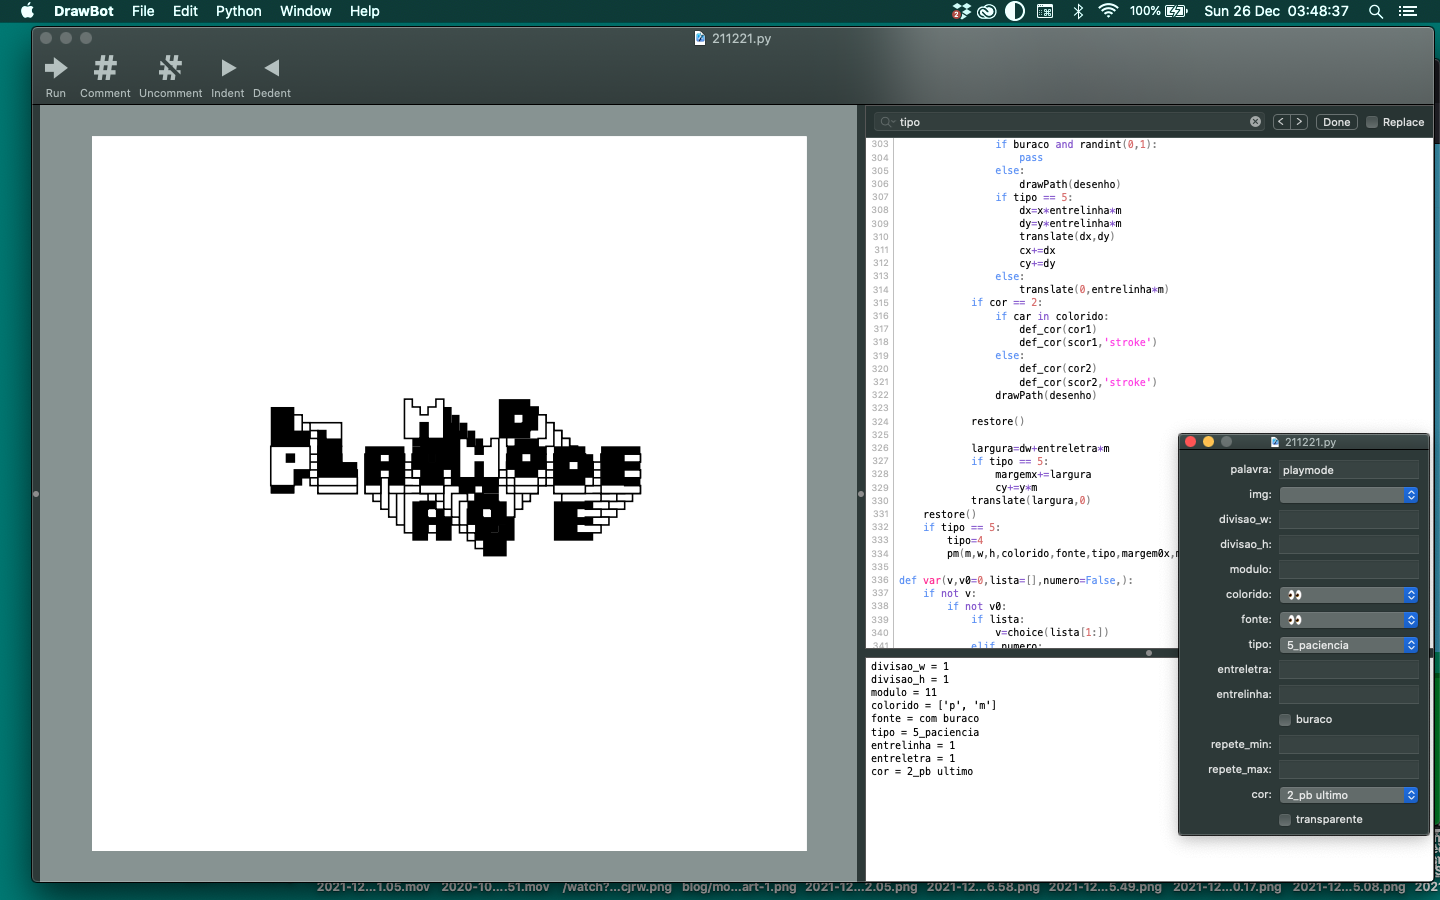 DrawBot File Edit Python Window Help
2 100% Sun 26 Dec 03:48:37
211221.py
Run Comment Uncomment Indent Dedent
tipo
< > Done Replace
303 if buraco and randint(0,1):
304 pass
305 else:
306 drawPath(desenho)
307 if tipo == 5:
308 dx=x*entrelinha*m
309 dy=y*entrelinha*m
310 translate(dx,dy)
311 cx+=dx
312 cy+=dy
313 else:
314 translate(0,entrelinha*m)
315 if cor == 2:
316 if car in colorido:
317 def_cor(cor1)
318 def_cor(scor1,'stroke')
319 else:
320 def_cor(cor2)
321 def_cor(scor2,'stroke')
322 drawPath(desenho)
323
324 restore()
325
326 largura=dw+entreletra*m
327 if tipo == 5:
328 margemx+=largura
329 cy+=y*m
330 translate(largura,0)
331 restore()
332 if tipo == 5:
333 tipo=4
334 pm(m,w,h,colorido,fonte,tipo,margem0x,
335
336 def var(v,v0=0,lista=[],numero=False,):
337 if not v:
338 if not v0:
339 if lista:
340 v=choice(lista[1:])
341 elif numero:
M D
PLAYMODE
A O E
divisao_w = 1
divisao_h = 1
modulo = 11
colorido = ['p', 'm']
fonte = com buraco
tipo = 5_paciencia
entrelinha = 1
entreletra = 1
cor = 2_pb ultimo
211221.py
palavra: playmode
img:
divisao_w:
divisao_h:
modulo:
colorido: 👀
fonte: 👀
tipo: 5_paciencia
entreletra:
entrelinha:
buraco
repete_min:
repete_max:
cor: 2_pb ultimo
transparente
2021-12...1.05.mov 2020-10....51.mov /watch?...cjrw.png blog/mo...art-1.png 2021-12...2.05.png 2021-12...6.58.png 2021-12...5.49.png 2021-12...0.17.png 2021-12...5.08.png 202